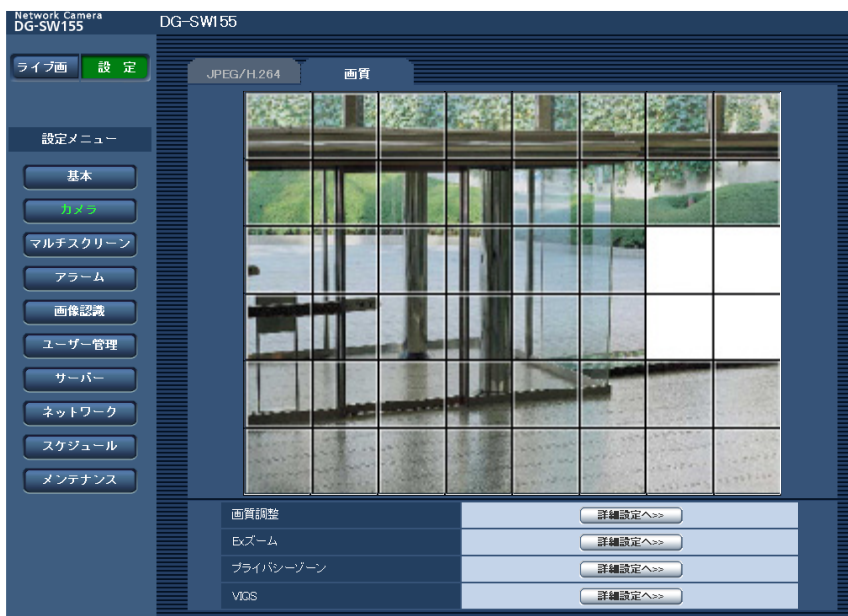 Network Camera
DG-SW155
DG-SW155
ライブ画
設 定
JPEG/H.264
画質
設定メニュー
基本
カメラ
マルチスクリーン
アラーム
画像認識
ユーザー管理
サーバー
ネットワーク
スケジュール
メンテナンス
画質調整
詳細設定へ>>
Exズーム
詳細設定へ>>
プライバシーゾーン
詳細設定へ>>
VIQS
詳細設定へ>>